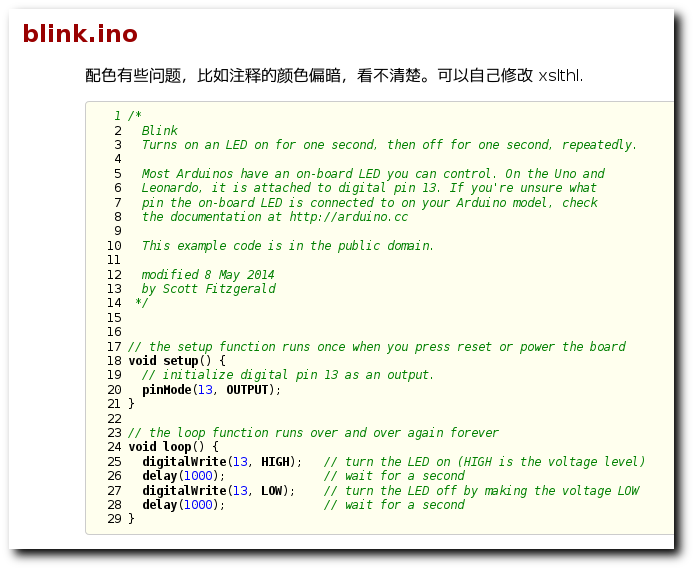 blink.ino
配色有些问题，比如注释的颜色偏暗，看不清楚。可以自己修改 xslthl.
1 /*
2   Blink
3   Turns on an LED on for one second, then off for one second, repeatedly.
4
5   Most Arduinos have an on-board LED you can control. On the Uno and
6   Leonardo, it is attached to digital pin 13. If you're unsure what
7   pin the on-board LED is connected to on your Arduino model, check
8   the documentation at http://arduino.cc
9
10   This example code is in the public domain.
11
12   modified 8 May 2014
13   by Scott Fitzgerald
14  */
15
16
17 // the setup function runs once when you press reset or power the board
18 void setup() {
19   // initialize digital pin 13 as an output.
20   pinMode(13, OUTPUT);
21 }
22
23 // the loop function runs over and over again forever
24 void loop() {
25   digitalWrite(13, HIGH);   // turn the LED on (HIGH is the voltage level)
26   delay(1000);              // wait for a second
27   digitalWrite(13, LOW);    // turn the LED off by making the voltage LOW
28   delay(1000);              // wait for a second
29 }